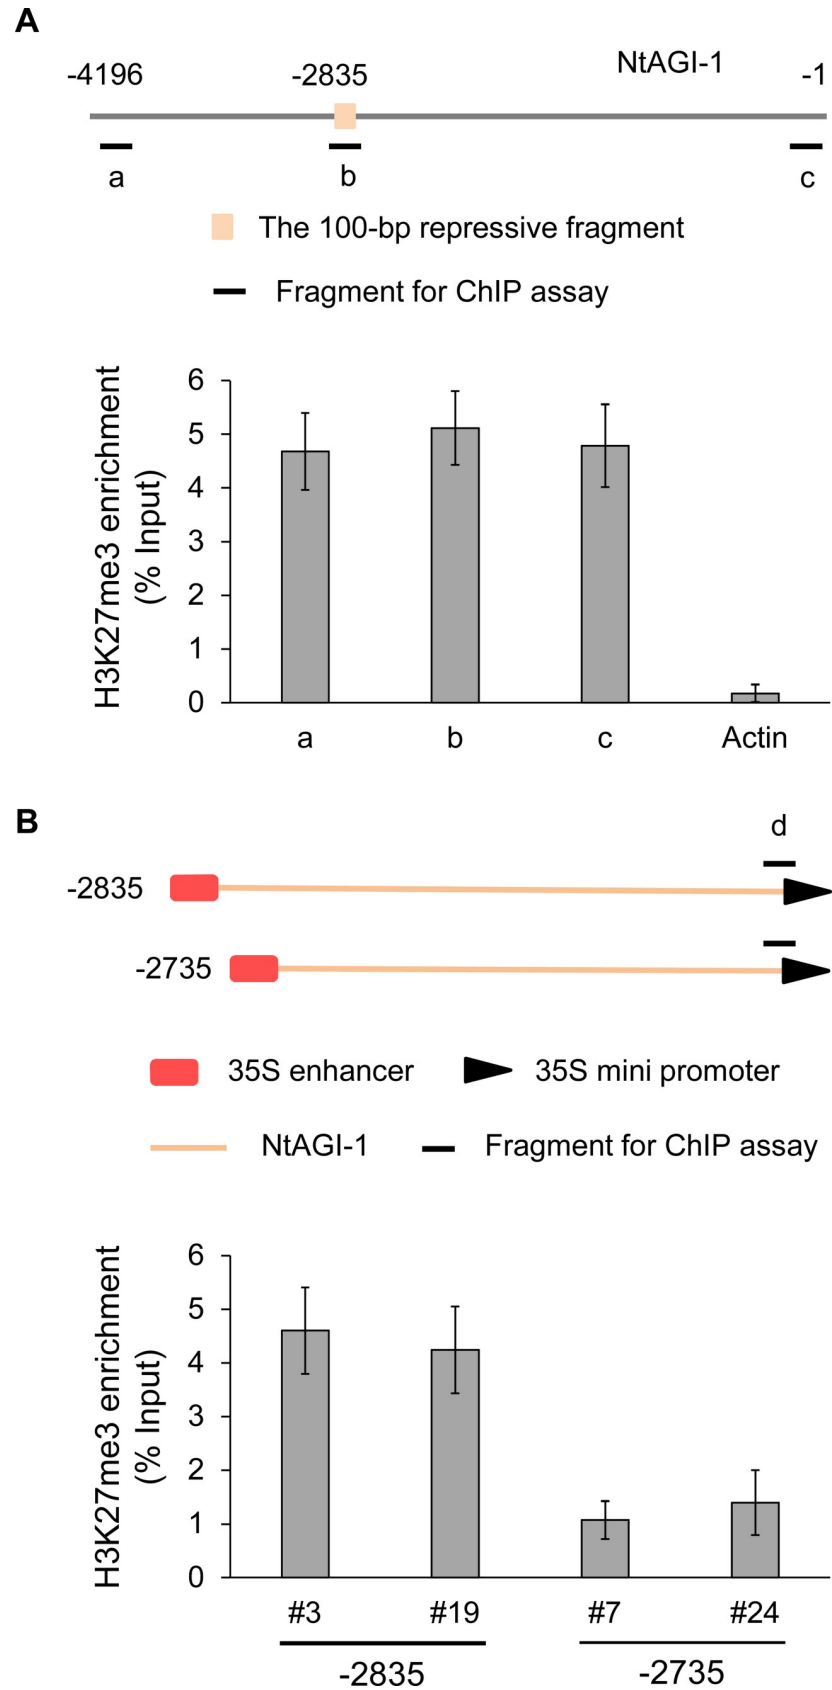 A
-4196 -2835 NtAGI-1 -1
a b c
The 100-bp repressive fragment
Fragment for ChIP assay
H3K27me3 enrichment
(% Input)
6
5
4
3
2
1
0
a b c Actin
B
d
-2835
-2735
35S enhancer 35S mini promoter
NtAGI-1 Fragment for ChIP assay
H3K27me3 enrichment
(% Input)
6
5
4
3
2
1
0
#3 #19 #7 #24
-2835 -2735